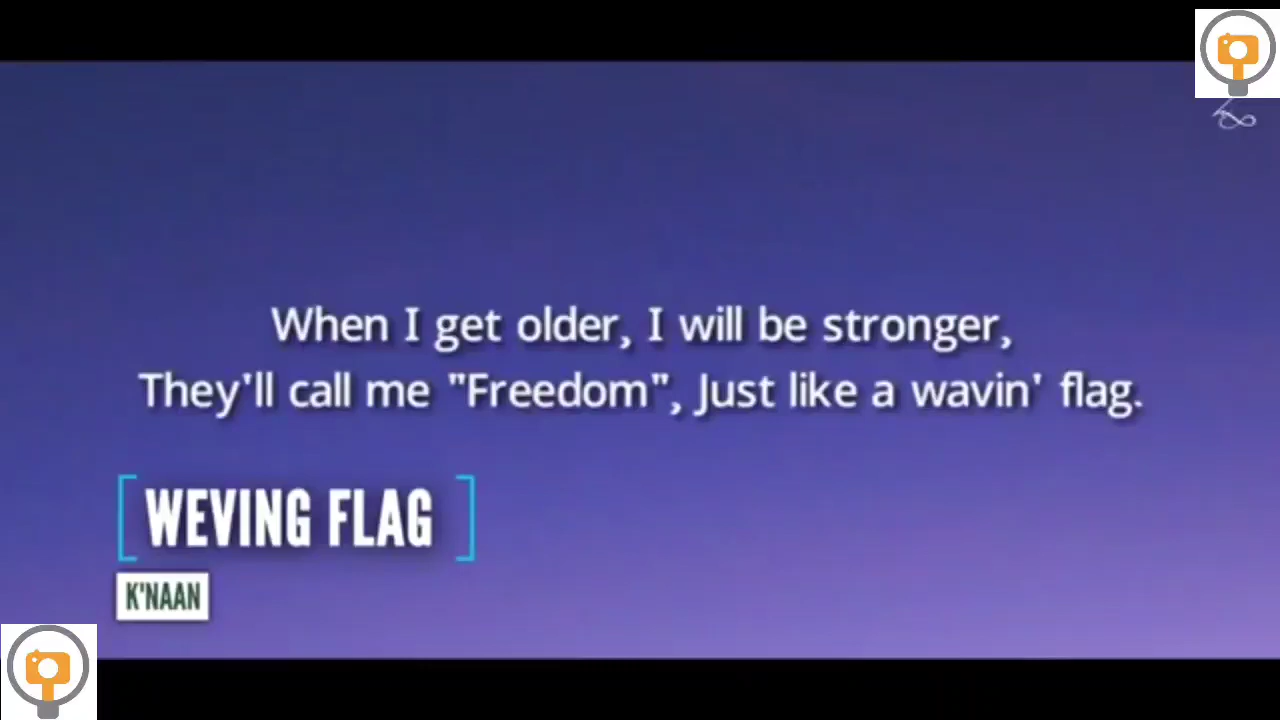 When I get older, I will be stronger,
They'll call me "Freedom", Just like a wavin' flag.
WEVING FLAG
K'NAAN